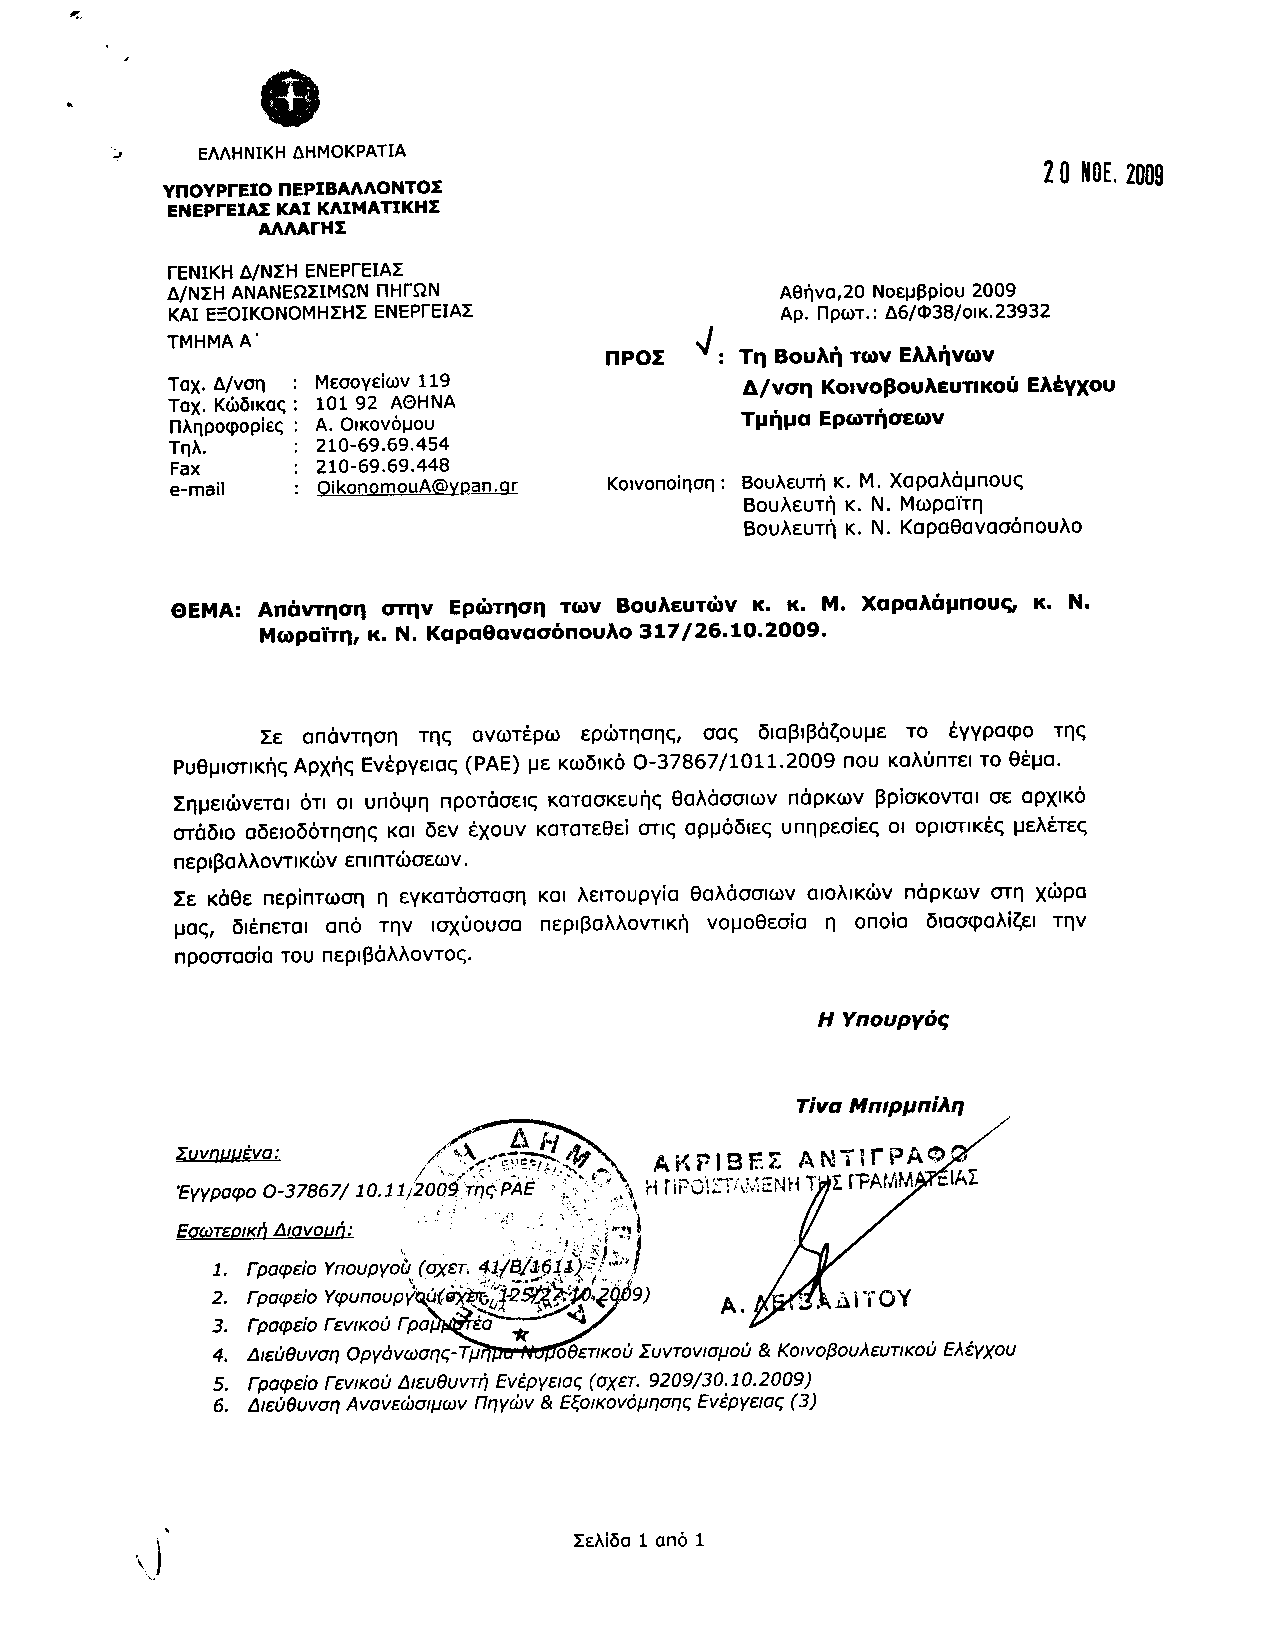 ΕΛΛΗΝΙΚΗ ΔΗΜΟΚΡΑΤΙΑ
20 ΝΟΕ. 2009
ΥΠΟΥΡΓΕΙΟ ΠΕΡΙΒΑΛΛΟΝΤΟΣ
ΕΝΕΡΓΕΙΑΣ ΚΑΙ ΚΛΙΜΑΤΙΚΗΣ
ΑΛΛΑΓΗΣ
ΓΕΝΙΚΗ Δ/ΝΣΗ ΕΝΕΡΓΕΙΑΣ
Δ/ΝΣΗ ΑΝΑΝΕΩΣΙΜΩΝ ΠΗΓΩΝ
ΚΑΙ ΕΞΟΙΚΟΝΟΜΗΣΗΣ ΕΝΕΡΓΕΙΑΣ
ΤΜΗΜΑ Α΄
Αθήνα,20 Νοεμβρίου 2009
Αρ. Πρωτ.: Δ6/Φ38/οικ.23932
Ταχ. Δ/νση : Μεσογείων 119
Ταχ. Κώδικας : 101 92 ΑΘΗΝΑ
Πληροφορίες : Α. Οικονόμου
Τηλ. : 210-69.69.454
Fax : 210-69.69.448
e-mail : OikonomouA@ypan.gr
ΠΡΟΣ : Τη Βουλή των Ελλήνων
Δ/νση Κοινοβουλευτικού Ελέγχου
Τμήμα Ερωτήσεων
Κοινοποίηση : Βουλευτή κ. Μ. Χαραλάμπους
Βουλευτή κ. Ν. Μωραϊτη
Βουλευτή κ. Ν. Καραθανασόπουλο
ΘΕΜΑ: Απάντηση στην Ερώτηση των Βουλευτών κ. κ. Μ. Χαραλάμπους, κ. Ν.
Μωραϊτη, κ. Ν. Καραθανασόπουλο 317/26.10.2009.
Σε απάντηση της ανωτέρω ερώτησης, σας διαβιβάζουμε το έγγραφο της
Ρυθμιστικής Αρχής Ενέργειας (ΡΑΕ) με κωδικό Ο-37867/1011.2009 που καλύπτει το θέμα.
Σημειώνεται ότι οι υπόψη προτάσεις κατασκευής θαλάσσιων πάρκων βρίσκονται σε αρχικό
στάδιο αδειοδότησης και δεν έχουν κατατεθεί στις αρμόδιες υπηρεσίες οι οριστικές μελέτες
περιβαλλοντικών επιπτώσεων.
Σε κάθε περίπτωση η εγκατάσταση και λειτουργία θαλάσσιων αιολικών πάρκων στη χώρα
μας, διέπεται από την ισχύουσα περιβαλλοντική νομοθεσία η οποία διασφαλίζει την
προστασία του περιβάλλοντος.
Η Υπουργός
Τίνα Μπιρμπίλη
Συνημμένα:
Έγγραφο Ο-37867/ 10.11/2009 της ΡΑΕ
ΑΚΡΙΒΕΣ ΑΝΤΙΓΡΑΦΟ
Η ΠΡΟΪΣΤΑΜΕΝΗ ΤΗΣ ΓΡΑΜΜΑΤΕΙΑΣ
Εσωτερική Διανομή:
1. Γραφείο Υπουργού (σχετ. 41/Β/1611)
2. Γραφείο Υφυπουργού(σχετ. 125/27.10.2009)
3. Γραφείο Γενικού Γραμματέα
Α. ΛΕΙΒΑΔΙΤΟΥ
4. Διεύθυνση Οργάνωσης-Τμήμα Νομοθετικού Συντονισμού & Κοινοβουλευτικού Ελέγχου
5. Γραφείο Γενικού Διευθυντή Ενέργειας (σχετ. 9209/30.10.2009)
6. Διεύθυνση Ανανεώσιμων Πηγών & Εξοικονόμησης Ενέργειας (3)
Σελίδα 1 από 1